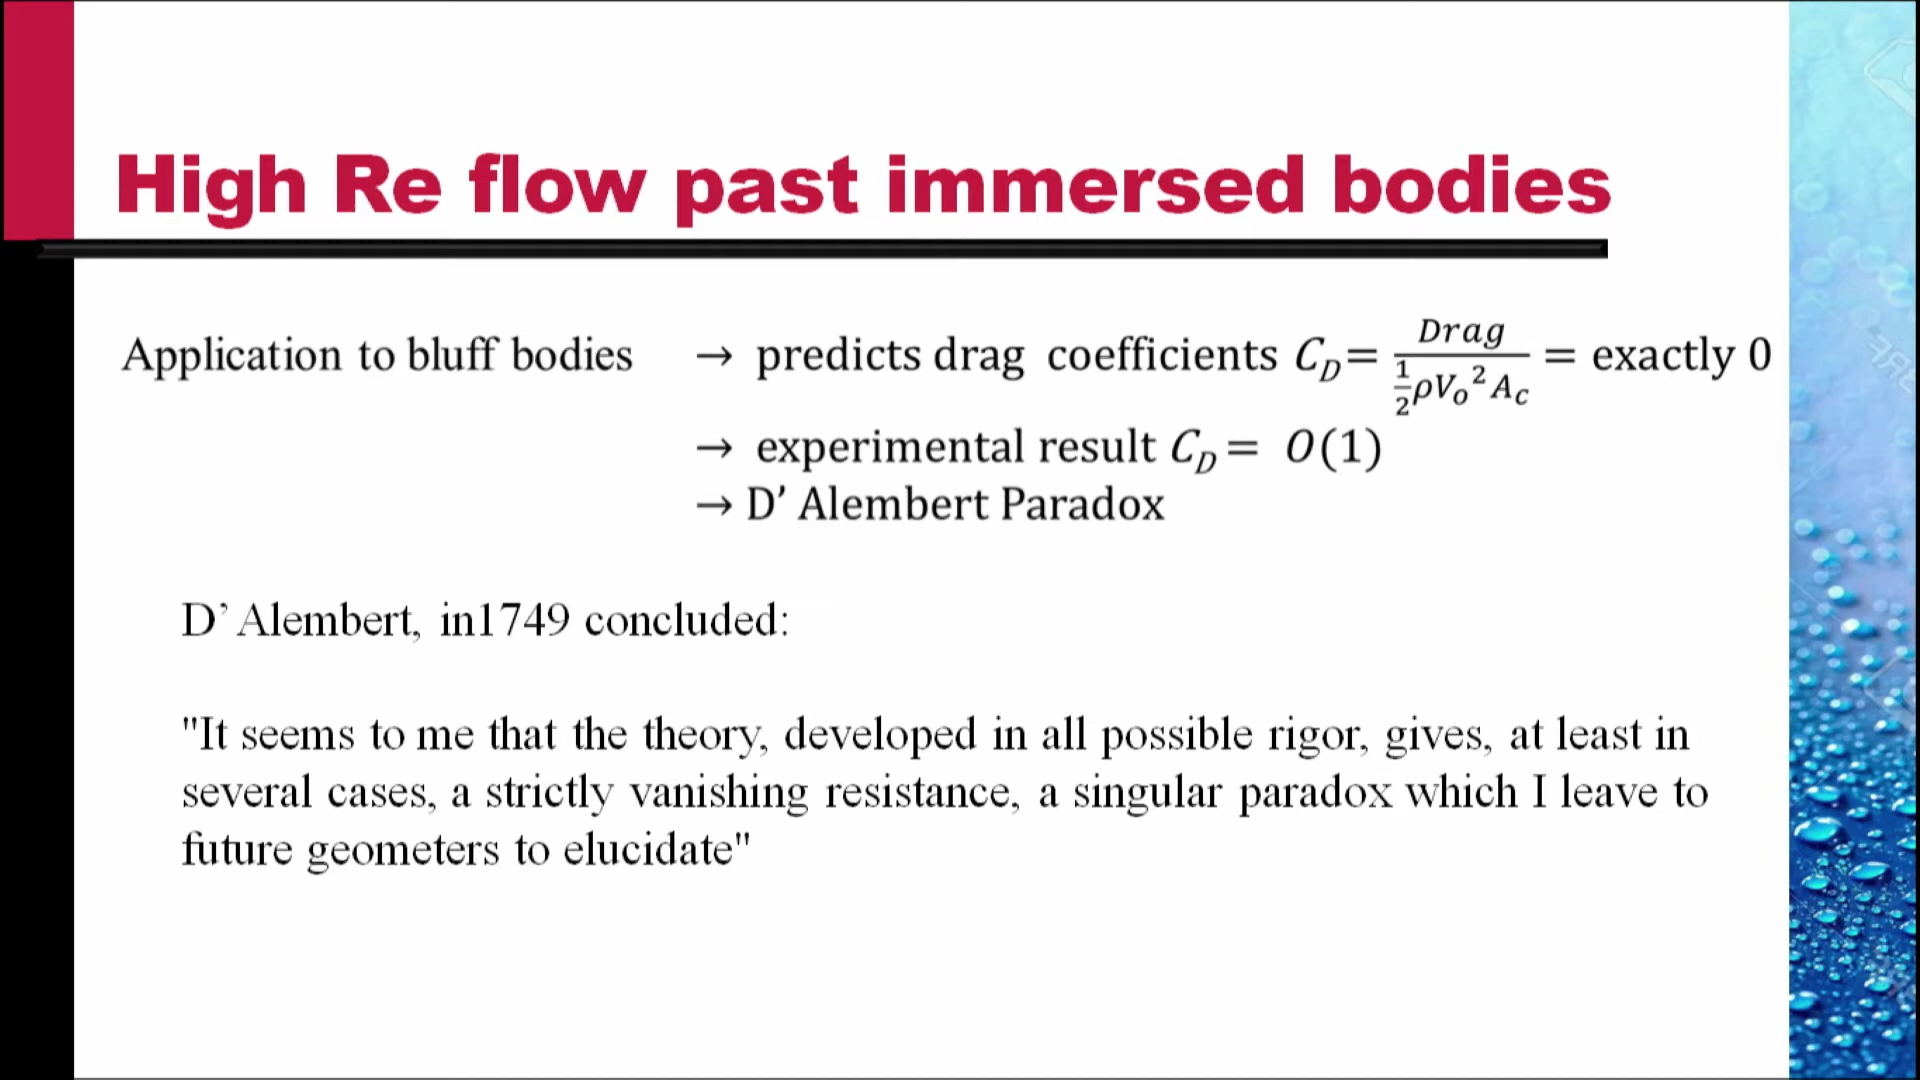 High Re flow past immersed bodies
Application to bluff bodies → predicts drag coefficients C_D = Drag / ½ρV_o² A_c = exactly 0
→ experimental result C_D = O(1)
→ D’ Alembert Paradox
D’ Alembert, in1749 concluded:
"It seems to me that the theory, developed in all possible rigor, gives, at least in
several cases, a strictly vanishing resistance, a singular paradox which I leave to
future geometers to elucidate"